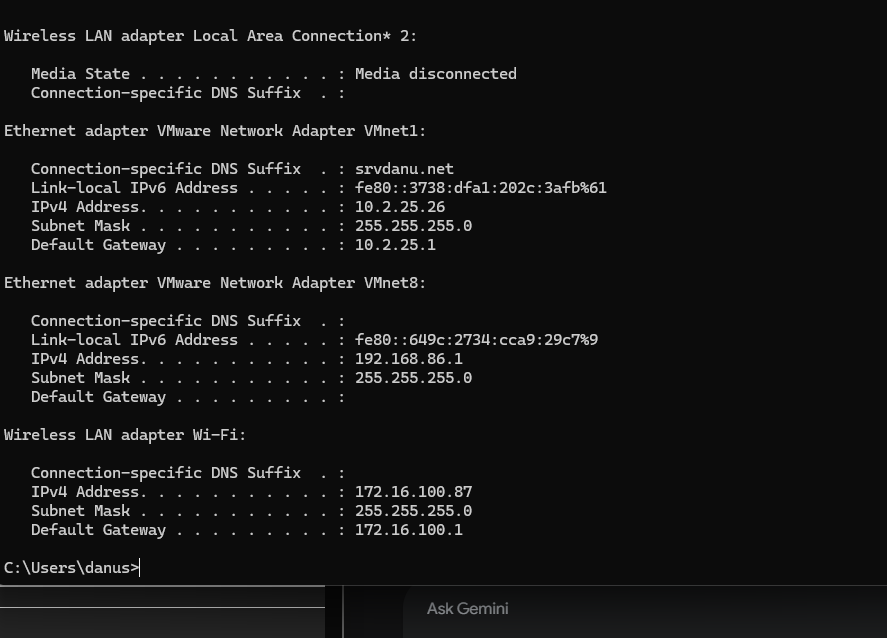 Wireless LAN adapter Local Area Connection* 2:
   Media State . . . . . . . . . . . : Media disconnected
   Connection-specific DNS Suffix  . :
Ethernet adapter VMware Network Adapter VMnet1:
   Connection-specific DNS Suffix  . : srvdanu.net
   Link-local IPv6 Address . . . . . : fe80::3738:dfa1:202c:3afb%61
   IPv4 Address. . . . . . . . . . . : 10.2.25.26
   Subnet Mask . . . . . . . . . . . : 255.255.255.0
   Default Gateway . . . . . . . . . : 10.2.25.1
Ethernet adapter VMware Network Adapter VMnet8:
   Connection-specific DNS Suffix  . :
   Link-local IPv6 Address . . . . . : fe80::649c:2734:cca9:29c7%9
   IPv4 Address. . . . . . . . . . . : 192.168.86.1
   Subnet Mask . . . . . . . . . . . : 255.255.255.0
   Default Gateway . . . . . . . . . :
Wireless LAN adapter Wi-Fi:
   Connection-specific DNS Suffix  . :
   IPv4 Address. . . . . . . . . . . : 172.16.100.87
   Subnet Mask . . . . . . . . . . . : 255.255.255.0
   Default Gateway . . . . . . . . . : 172.16.100.1
C:\Users\danus>
Ask Gemini